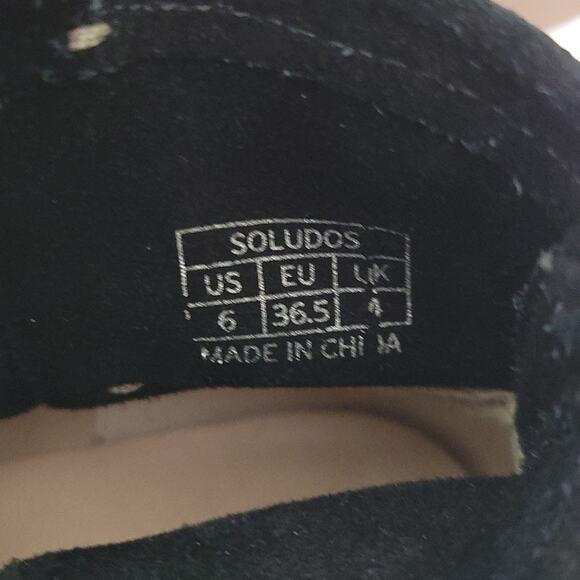 SOLUDOS
US EU UK
6 36.5 4
MADE IN CHINA